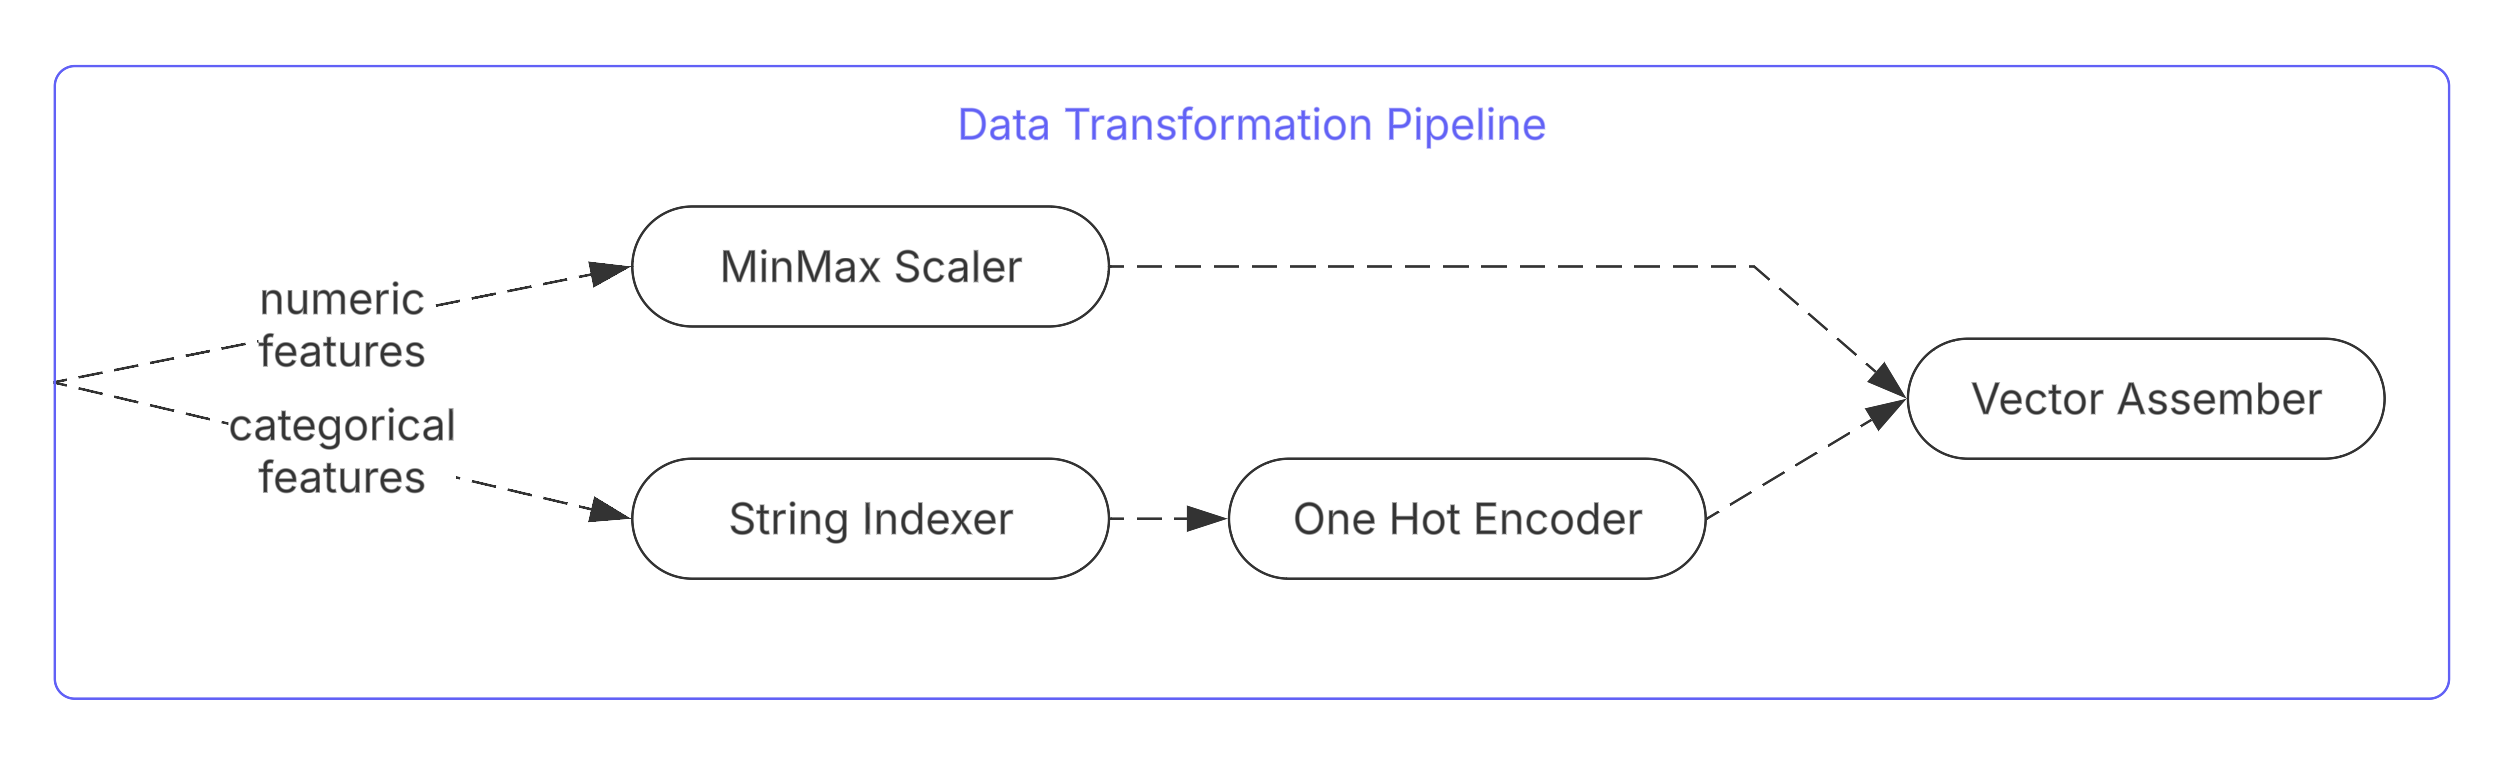 Data Transformation Pipeline
numeric
features
MinMax Scaler
categorical
features
String Indexer
One Hot Encoder
Vector Assember